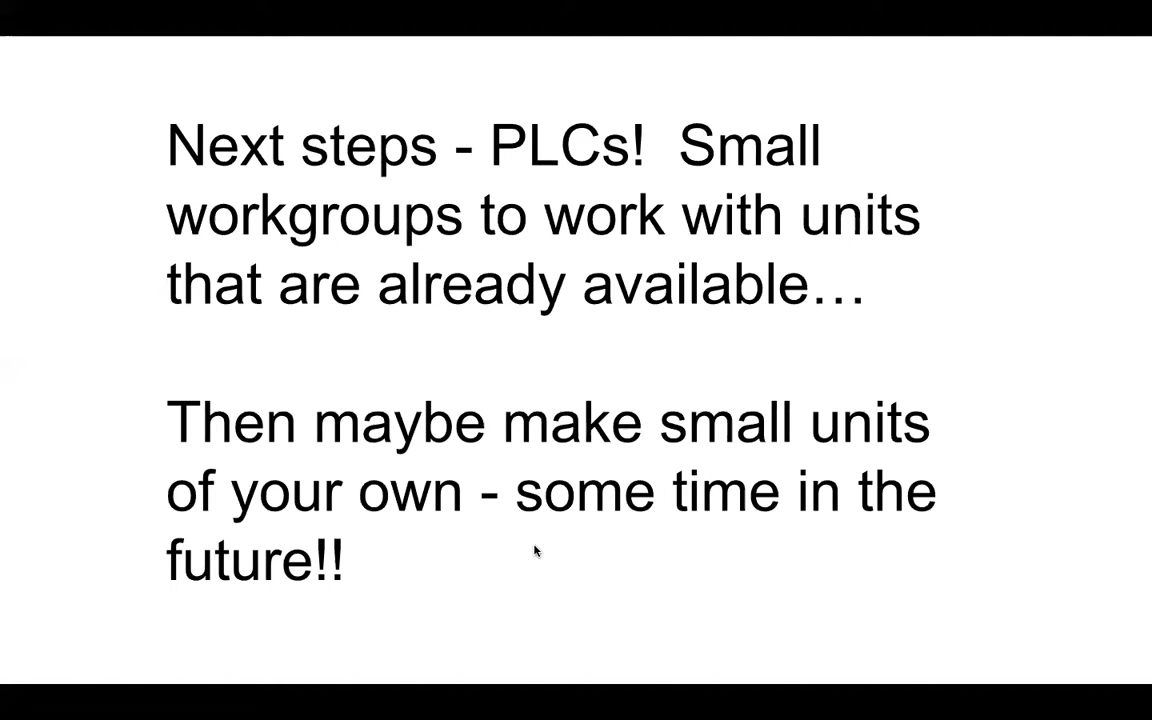 Next steps - PLCs!  Small
workgroups to work with units
that are already available…
Then maybe make small units
of your own - some time in the
future!!